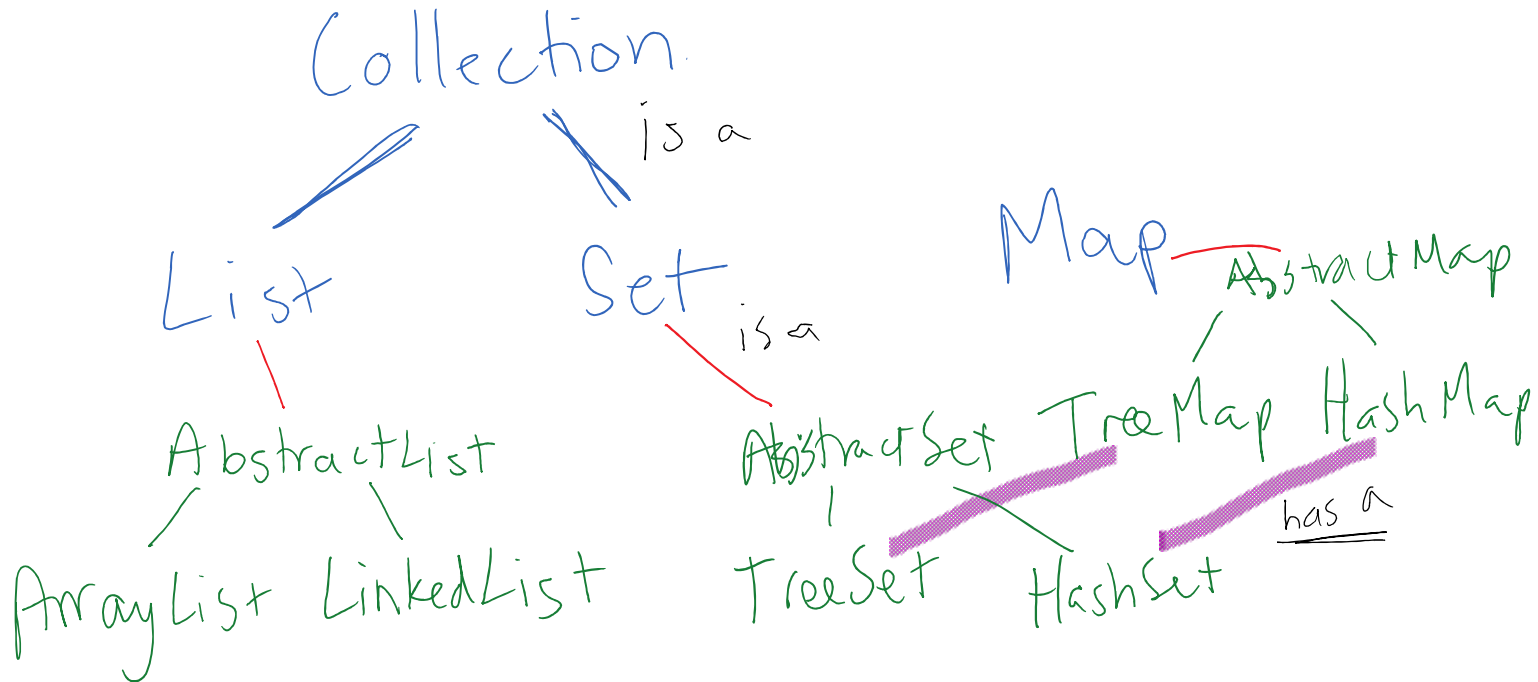 Collection
is a
List
Set
Map
AbstractMap
is a
AbstractList
AbstractSet
TreeMap
HashMap
has a
ArrayList
LinkedList
TreeSet
HashSet